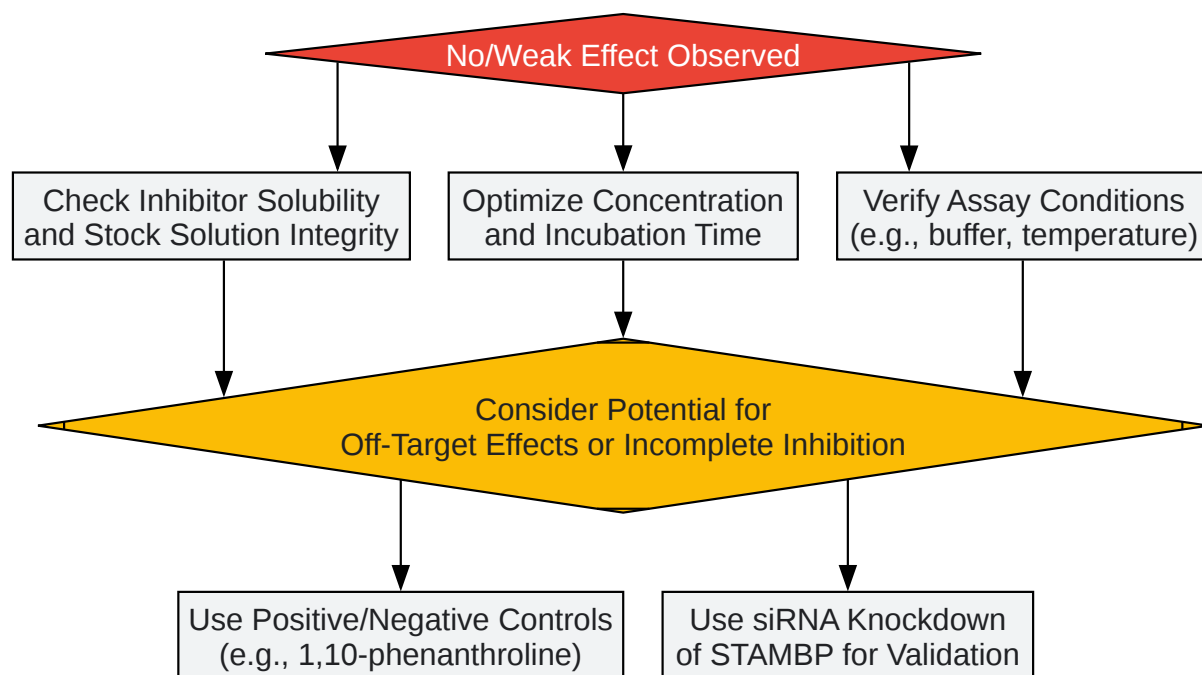 No/Weak Effect Observed
Check Inhibitor Solubility
and Stock Solution Integrity
Optimize Concentration
and Incubation Time
Verify Assay Conditions
(e.g., buffer, temperature)
Consider Potential for
Off-Target Effects or Incomplete Inhibition
Use Positive/Negative Controls
(e.g., 1,10-phenanthroline)
Use siRNA Knockdown
of STAMBP for Validation